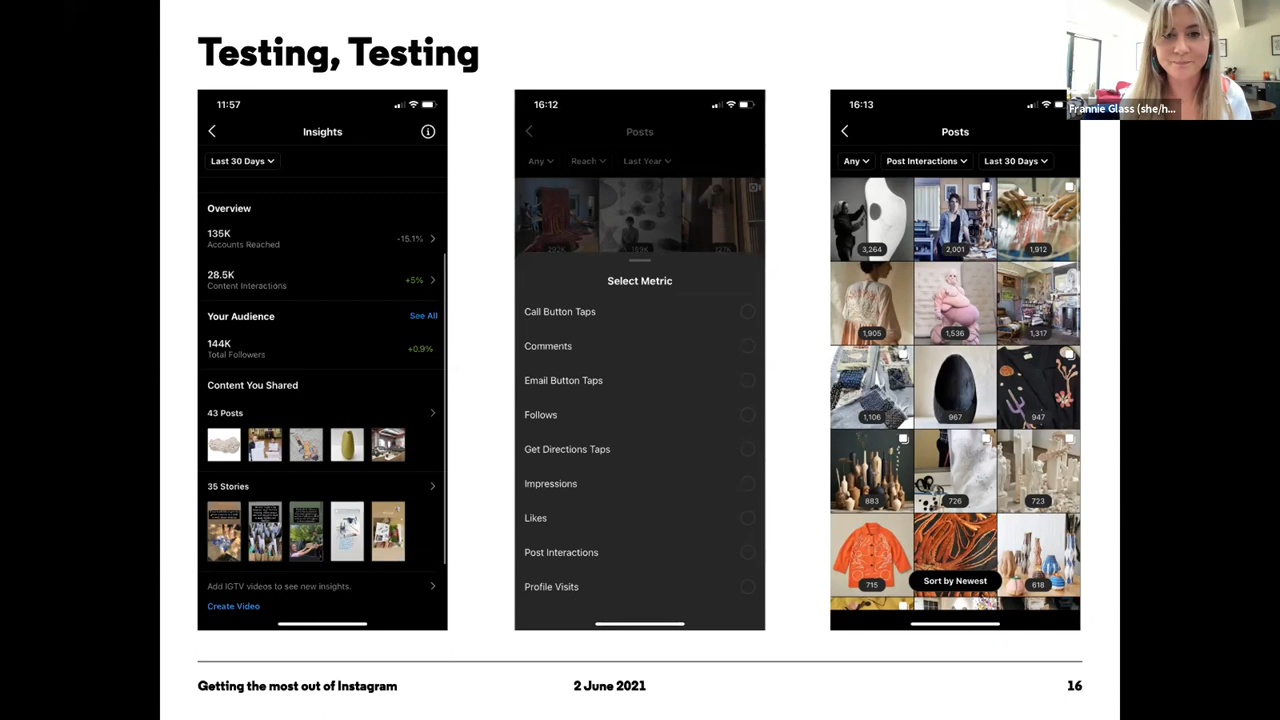 Testing, Testing
Frannie Glass (she/h...
11:57
Insights
Last 30 Days
Overview
135K
Accounts Reached
-15.1%
28.5K
Content Interactions
+5%
Your Audience
See All
144K
Total Followers
+0.9%
Content You Shared
43 Posts
35 Stories
Add IGTV videos to see new insights.
Create Video
16:12
Posts
Any
Reach
Last Year
292K
159K
127K
Select Metric
Call Button Taps
Comments
Email Button Taps
Follows
Get Directions Taps
Impressions
Likes
Post Interactions
Profile Visits
16:13
Posts
Any
Post Interactions
Last 30 Days
3,264
2,001
1,912
1,905
1,536
1,317
1,106
967
947
883
726
723
715
618
Sort by Newest
Getting the most out of Instagram
2 June 2021
16